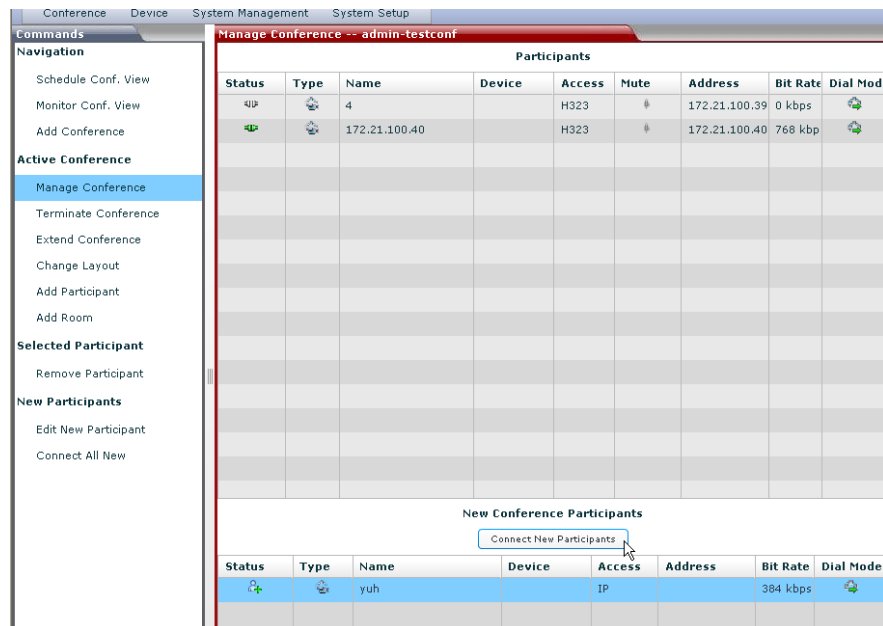 Conference Device System Management System Setup
Commands
Manage Conference -- admin-testconf
Navigation
Schedule Conf. View
Monitor Conf. View
Add Conference
Active Conference
Manage Conference
Terminate Conference
Extend Conference
Change Layout
Add Participant
Add Room
Selected Participant
Remove Participant
New Participants
Edit New Participant
Connect All New
Participants
Status Type Name Device Access Mute Address Bit Rate Dial Mod
4 H323 172.21.100.39 0 kbps
172.21.100.40 H323 172.21.100.40 768 kbp
New Conference Participants
Connect New Participants
Status Type Name Device Access Address Bit Rate Dial Mode
yuh IP 384 kbps